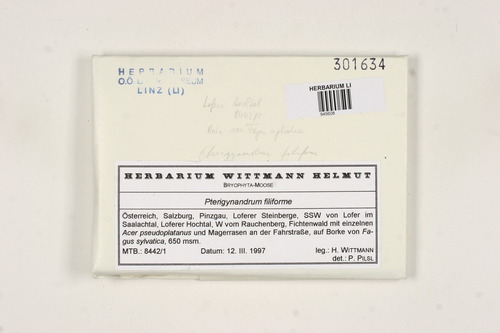 301634
HERBARIUM
LINZ (LI)
HERBARIUM LI
Pterigynandrum filiforme
HERBARIUM WITTMANN HELMUT
BRYOPHYTA-MOOSE
Pterigynandrum filiforme
Österreich, Salzburg, Pinzgau, Loferer Steinberge, SSW von Lofer im
Saalachtal, Loferer Hochtal, W vom Rauchenberg, Fichtenwald mit einzelnen
Acer pseudoplatanus und Magerrasen an der Fahrstraße, auf Borke von Fa-
gus sylvatica, 650 msm.
MTB.: 8442/1 Datum: 12. III. 1997 leg: H. WITTMANN
det.: P. PILSL